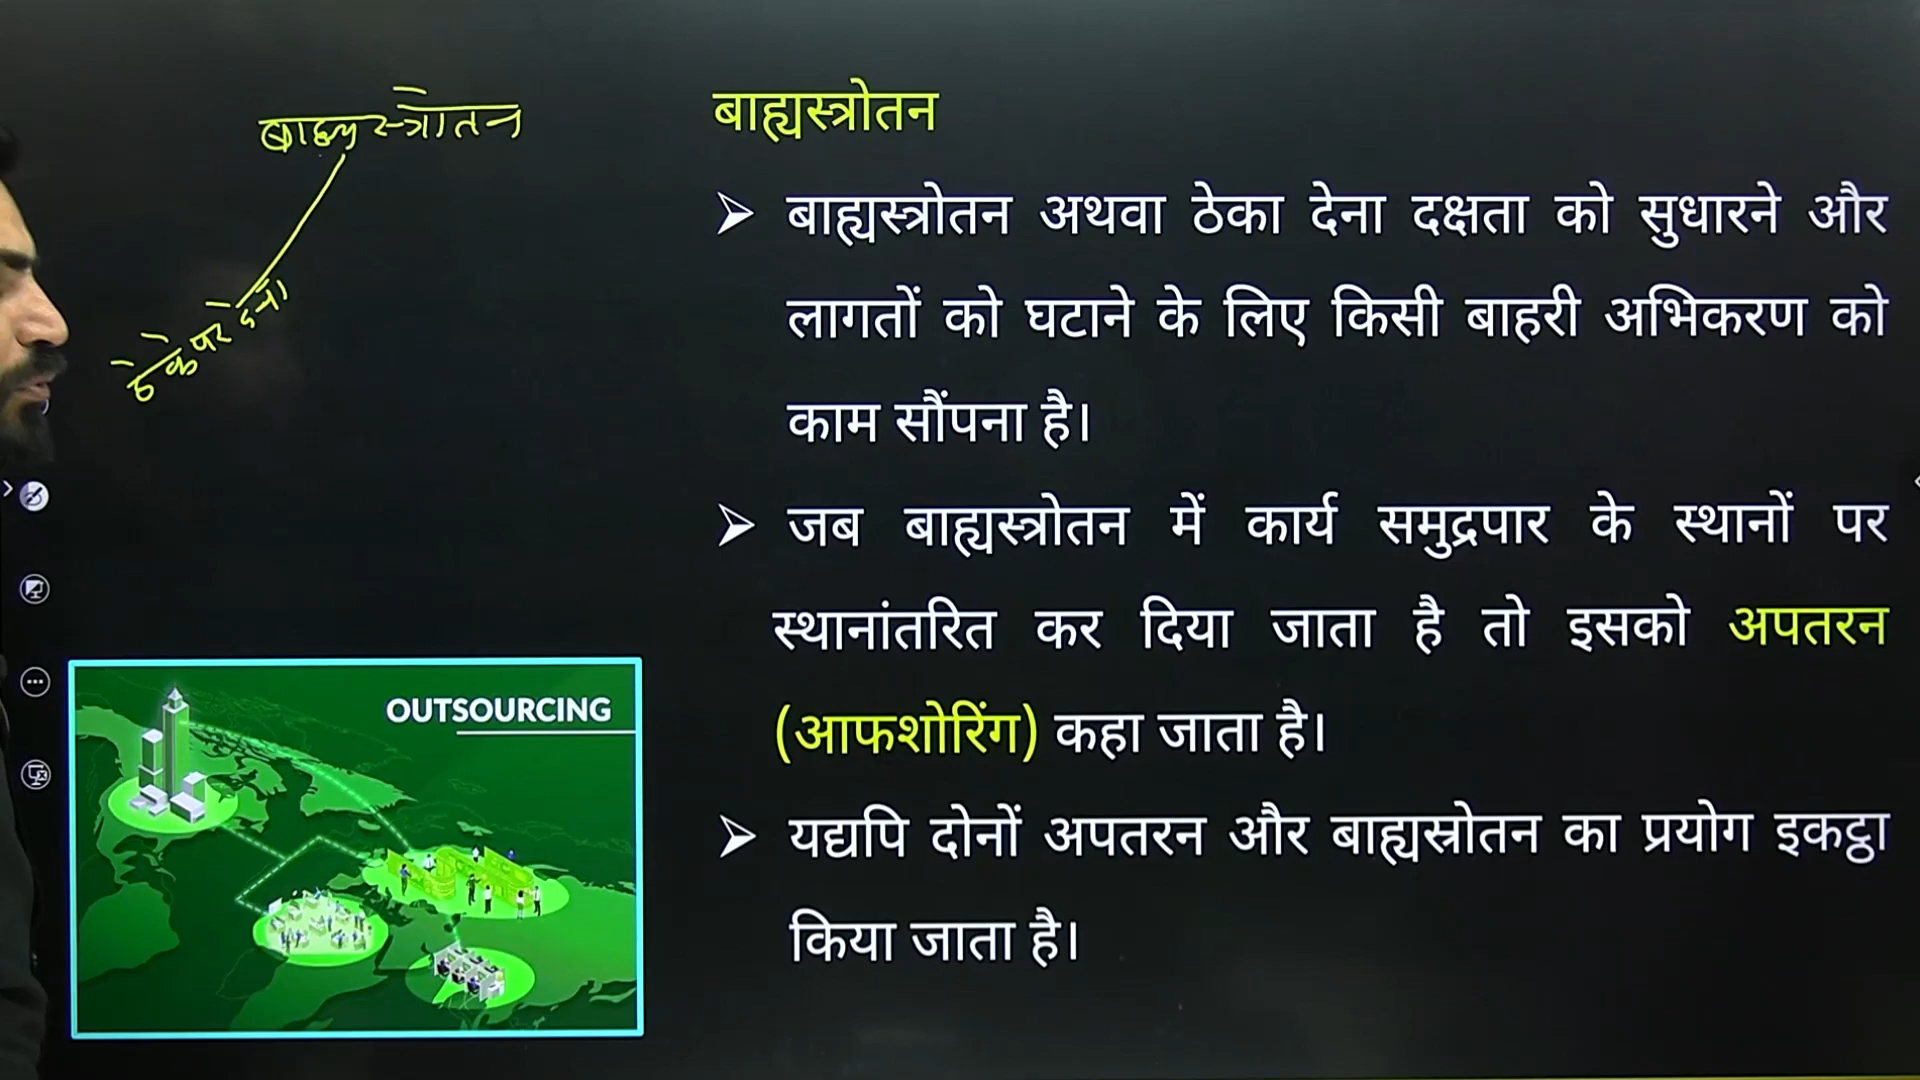 बाह्यस्त्रोतन
ठेके पर देना
OUTSOURCING
बाह्यस्त्रोतन
➢ बाह्यस्त्रोतन अथवा ठेका देना दक्षता को सुधारने और
लागतों को घटाने के लिए किसी बाहरी अभिकरण को
काम सौंपना है।
➢ जब बाह्यस्त्रोतन में कार्य समुद्रपार के स्थानों पर
स्थानांतरित कर दिया जाता है तो इसको अपतरन
(आफशोरिंग) कहा जाता है।
➢ यद्यपि दोनों अपतरन और बाह्यस्रोतन का प्रयोग इकट्ठा
किया जाता है।